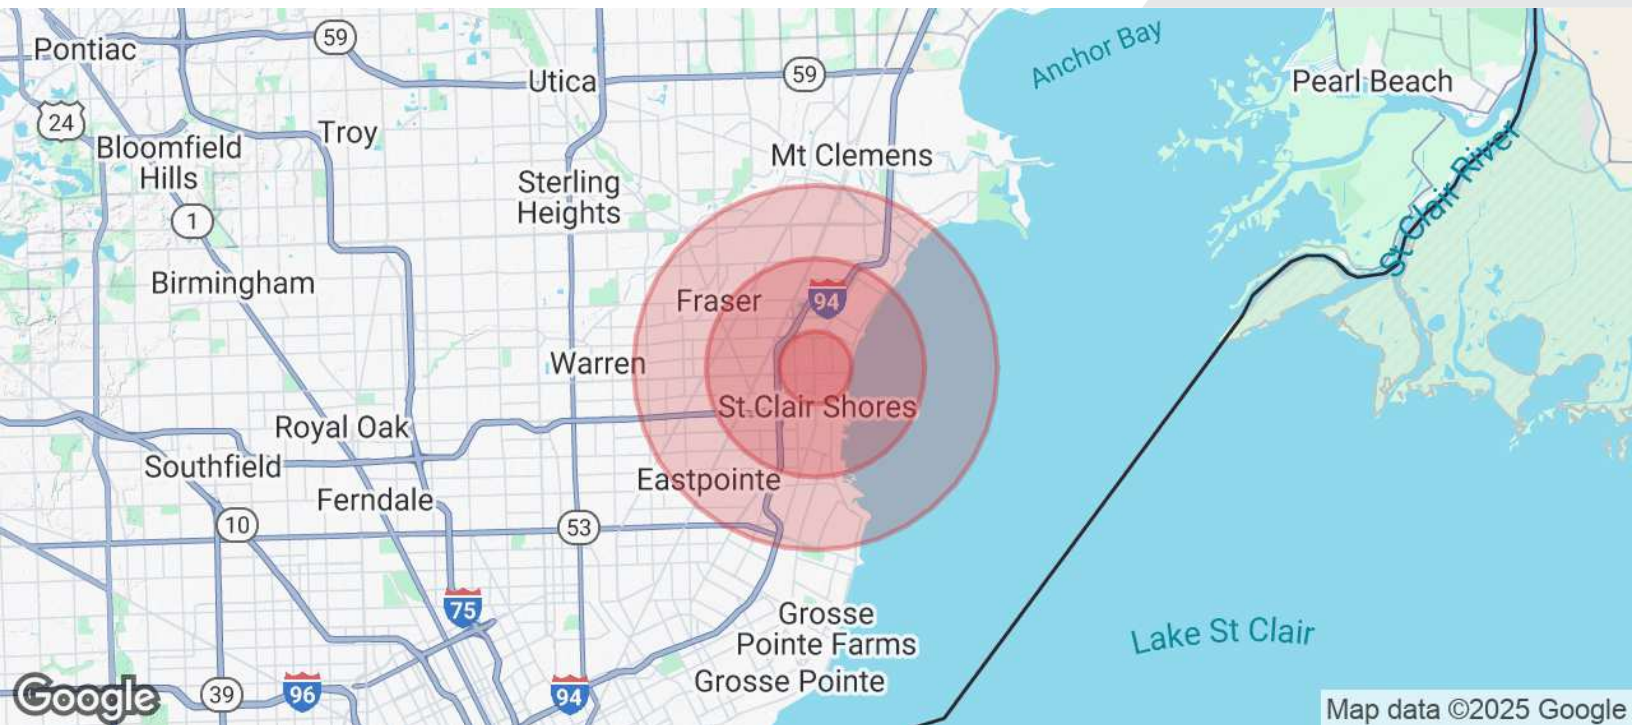 Pontiac
59
Utica
59
Anchor Bay
Pearl Beach
24
Bloomfield
Hills
Troy
Mt Clemens
St Clair River
Sterling
Heights
1
Birmingham
Fraser
94
Warren
St Clair Shores
Royal Oak
Southfield
Eastpointe
Ferndale
10
53
75
Grosse
Pointe Farms
Lake St Clair
Grosse Pointe
Google
39
96
94
Map data ©2025 Google